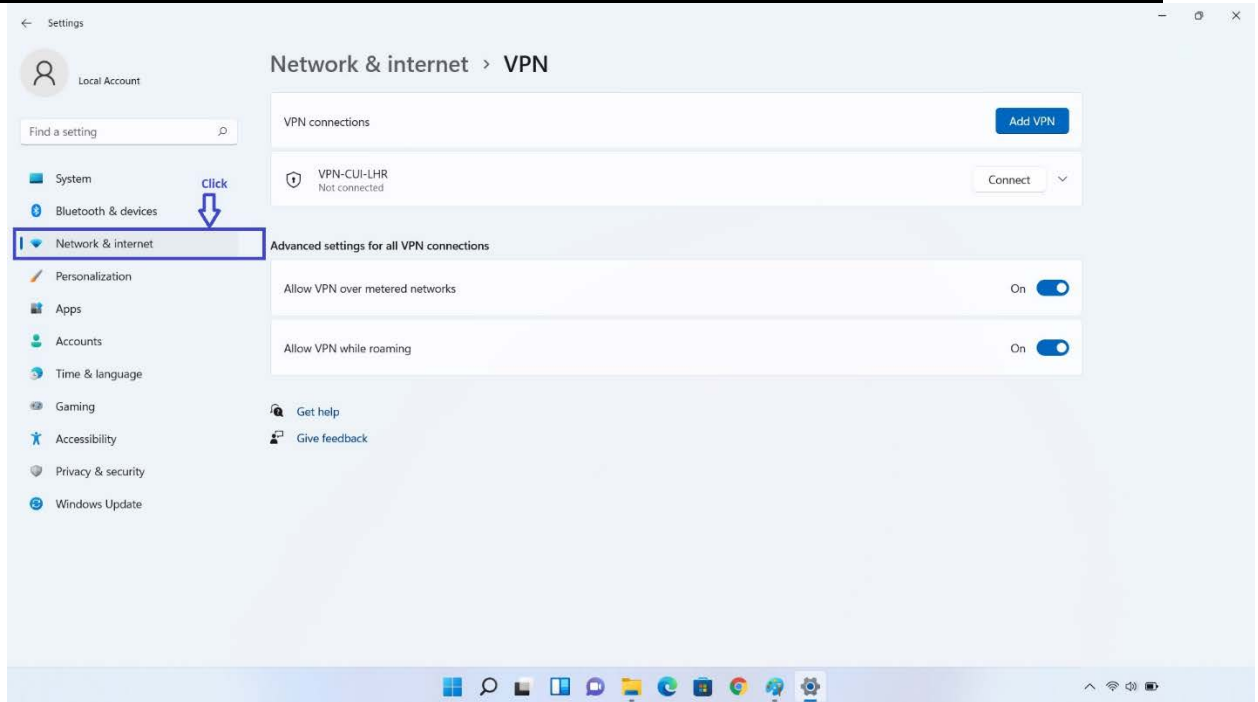 Settings
Local Account
Find a setting
System
Click
Bluetooth & devices
Network & internet
Personalization
Apps
Accounts
Time & language
Gaming
Accessibility
Privacy & security
Windows Update
Network & internet > VPN
VPN connections
Add VPN
VPN-CUI-LHR
Not connected
Connect
Advanced settings for all VPN connections
Allow VPN over metered networks
On
Allow VPN while roaming
On
Get help
Give feedback